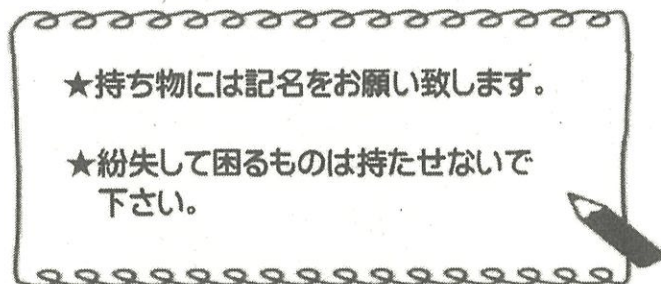 ★持ち物には記名をお願い致します。
★紛失して困るものは持たせないで
下さい。